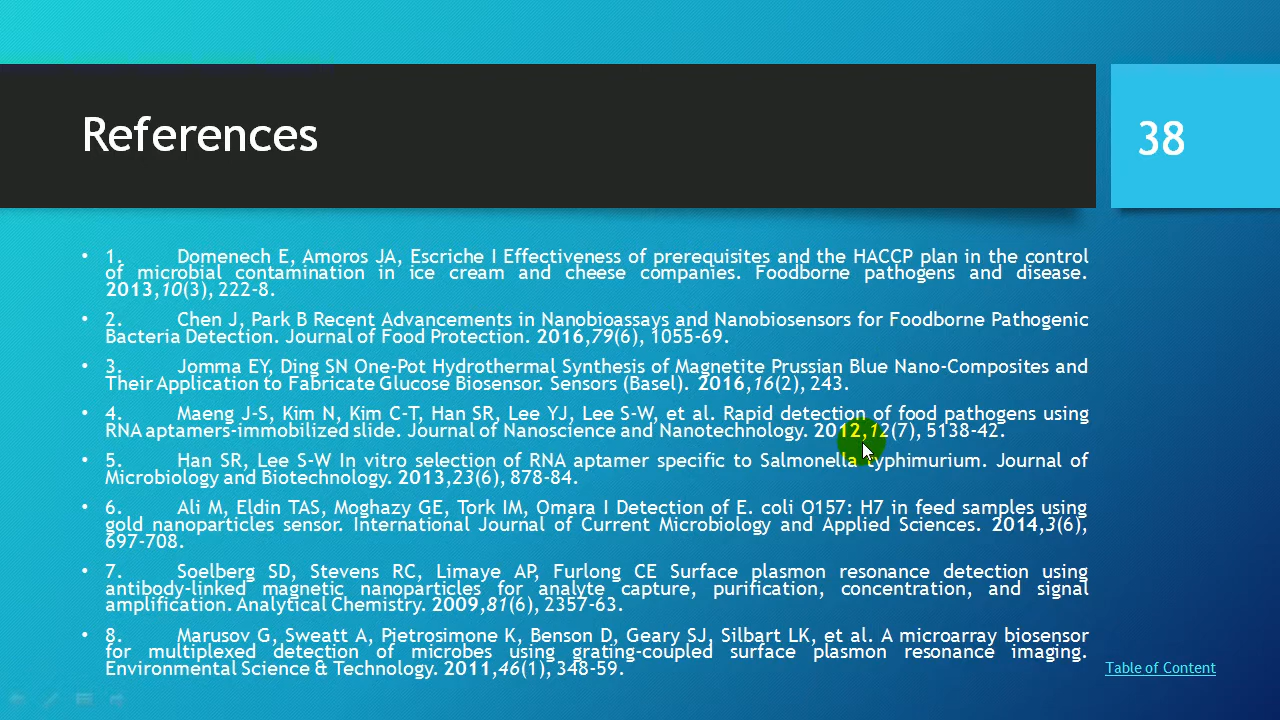 References
38
• 1. Domenech E, Amoros JA, Escriche I Effectiveness of prerequisites and the HACCP plan in the control
of microbial contamination in ice cream and cheese companies. Foodborne pathogens and disease.
2013,10(3), 222-8.
• 2. Chen J, Park B Recent Advancements in Nanobioassays and Nanobiosensors for Foodborne Pathogenic
Bacteria Detection. Journal of Food Protection. 2016,79(6), 1055-69.
• 3. Jomma EY, Ding SN One-Pot Hydrothermal Synthesis of Magnetite Prussian Blue Nano-Composites and
Their Application to Fabricate Glucose Biosensor. Sensors (Basel). 2016,16(2), 243.
• 4. Maeng J-S, Kim N, Kim C-T, Han SR, Lee YJ, Lee S-W, et al. Rapid detection of food pathogens using
RNA aptamers-immobilized slide. Journal of Nanoscience and Nanotechnology. 2012,12(7), 5138-42.
• 5. Han SR, Lee S-W In vitro selection of RNA aptamer specific to Salmonella typhimurium. Journal of
Microbiology and Biotechnology. 2013,23(6), 878-84.
• 6. Ali M, Eldin TAS, Moghazy GE, Tork IM, Omara I Detection of E. coli O157: H7 in feed samples using
gold nanoparticles sensor. International Journal of Current Microbiology and Applied Sciences. 2014,3(6),
697-708.
• 7. Soelberg SD, Stevens RC, Limaye AP, Furlong CE Surface plasmon resonance detection using
antibody-linked magnetic nanoparticles for analyte capture, purification, concentration, and signal
amplification. Analytical Chemistry. 2009,81(6), 2357-63.
• 8. Marusov G, Sweatt A, Pietrosimone K, Benson D, Geary SJ, Silbart LK, et al. A microarray biosensor
for multiplexed detection of microbes using grating-coupled surface plasmon resonance imaging.
Environmental Science & Technology. 2011,46(1), 348-59.
Table of Content